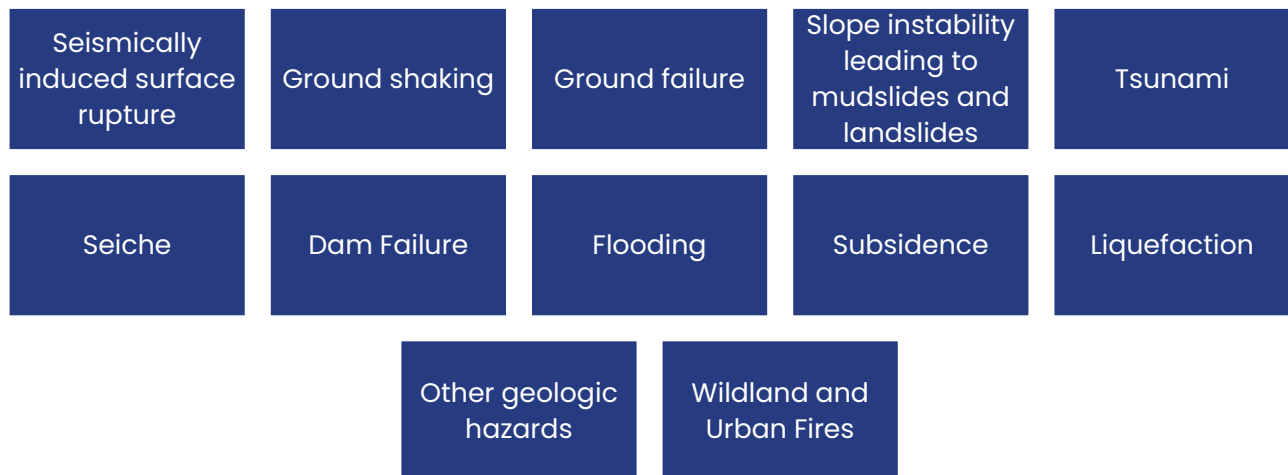 Seismically
induced surface
rupture
Ground shaking
Ground failure
Slope instability
leading to
mudslides and
landslides
Tsunami
Seiche
Dam Failure
Flooding
Subsidence
Liquefaction
Other geologic
hazards
Wildland and
Urban Fires